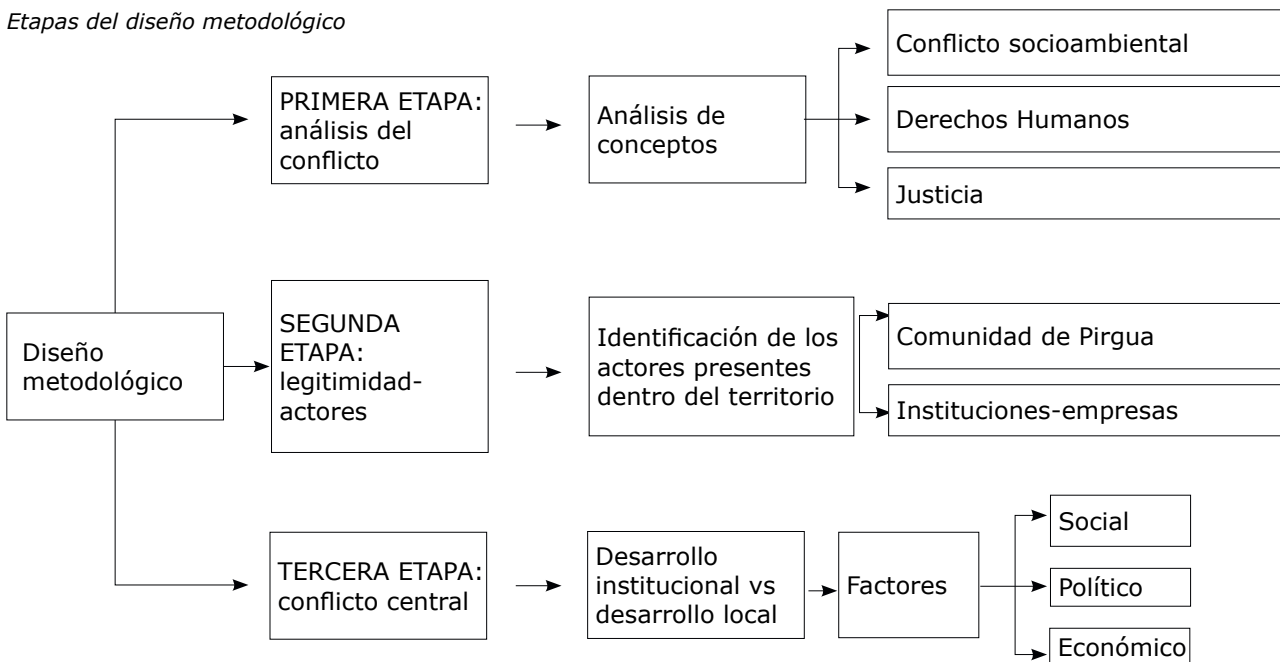 Etapas del diseño metodológico
Diseño
metodológico
PRIMERA ETAPA:
análisis del
conflicto
Análisis de
conceptos
Conflicto socioambiental
Derechos Humanos
Justicia
SEGUNDA
ETAPA:
legitimidad-
actores
Identificación de los
actores presentes
dentro del territorio
Comunidad de Pirgua
Instituciones-empresas
TERCERA ETAPA:
conflicto central
Desarrollo
institucional vs
desarrollo local
Factores
Social
Político
Económico